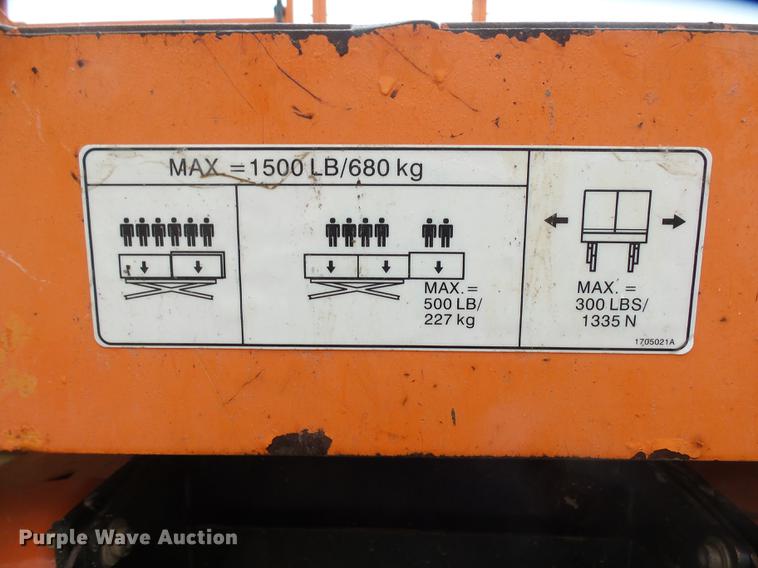 MAX. =1500 LB/680 kg
MAX. =
500 LB/
227 kg
MAX. =
300 LBS/
1335 N
1705021A
Purple Wave Auction